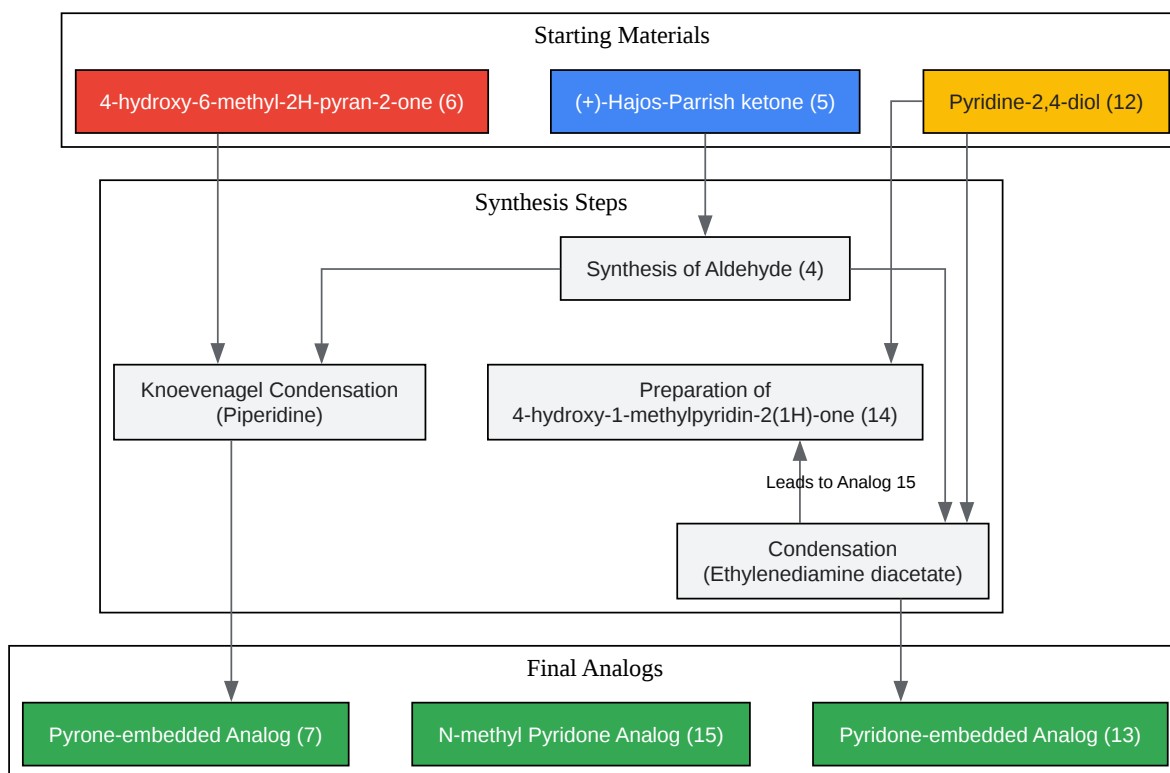 Starting Materials
4-hydroxy-6-methyl-2H-pyran-2-one (6)
(+)-Hajos-Parrish ketone (5)
Pyridine-2,4-diol (12)
Synthesis Steps
Synthesis of Aldehyde (4)
Knoevenagel Condensation
(Piperidine)
Preparation of
4-hydroxy-1-methylpyridin-2(1H)-one (14)
Leads to Analog 15
Condensation
(Ethylenediamine diacetate)
Final Analogs
Pyrone-embedded Analog (7)
N-methyl Pyridone Analog (15)
Pyridone-embedded Analog (13)